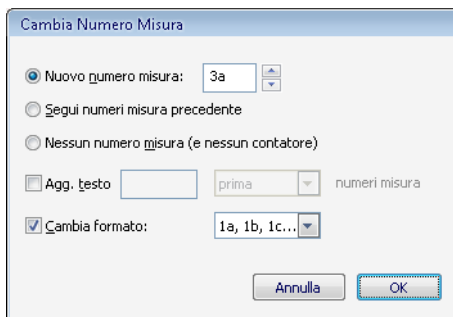 Cambia Numero Misura
Nuovo numero misura: 3a
Segui numeri misura precedente
Nessun numero misura (e nessun contatore)
Agg. testo prima numeri misura
Cambia formato: 1a, 1b, 1c...
Annulla OK